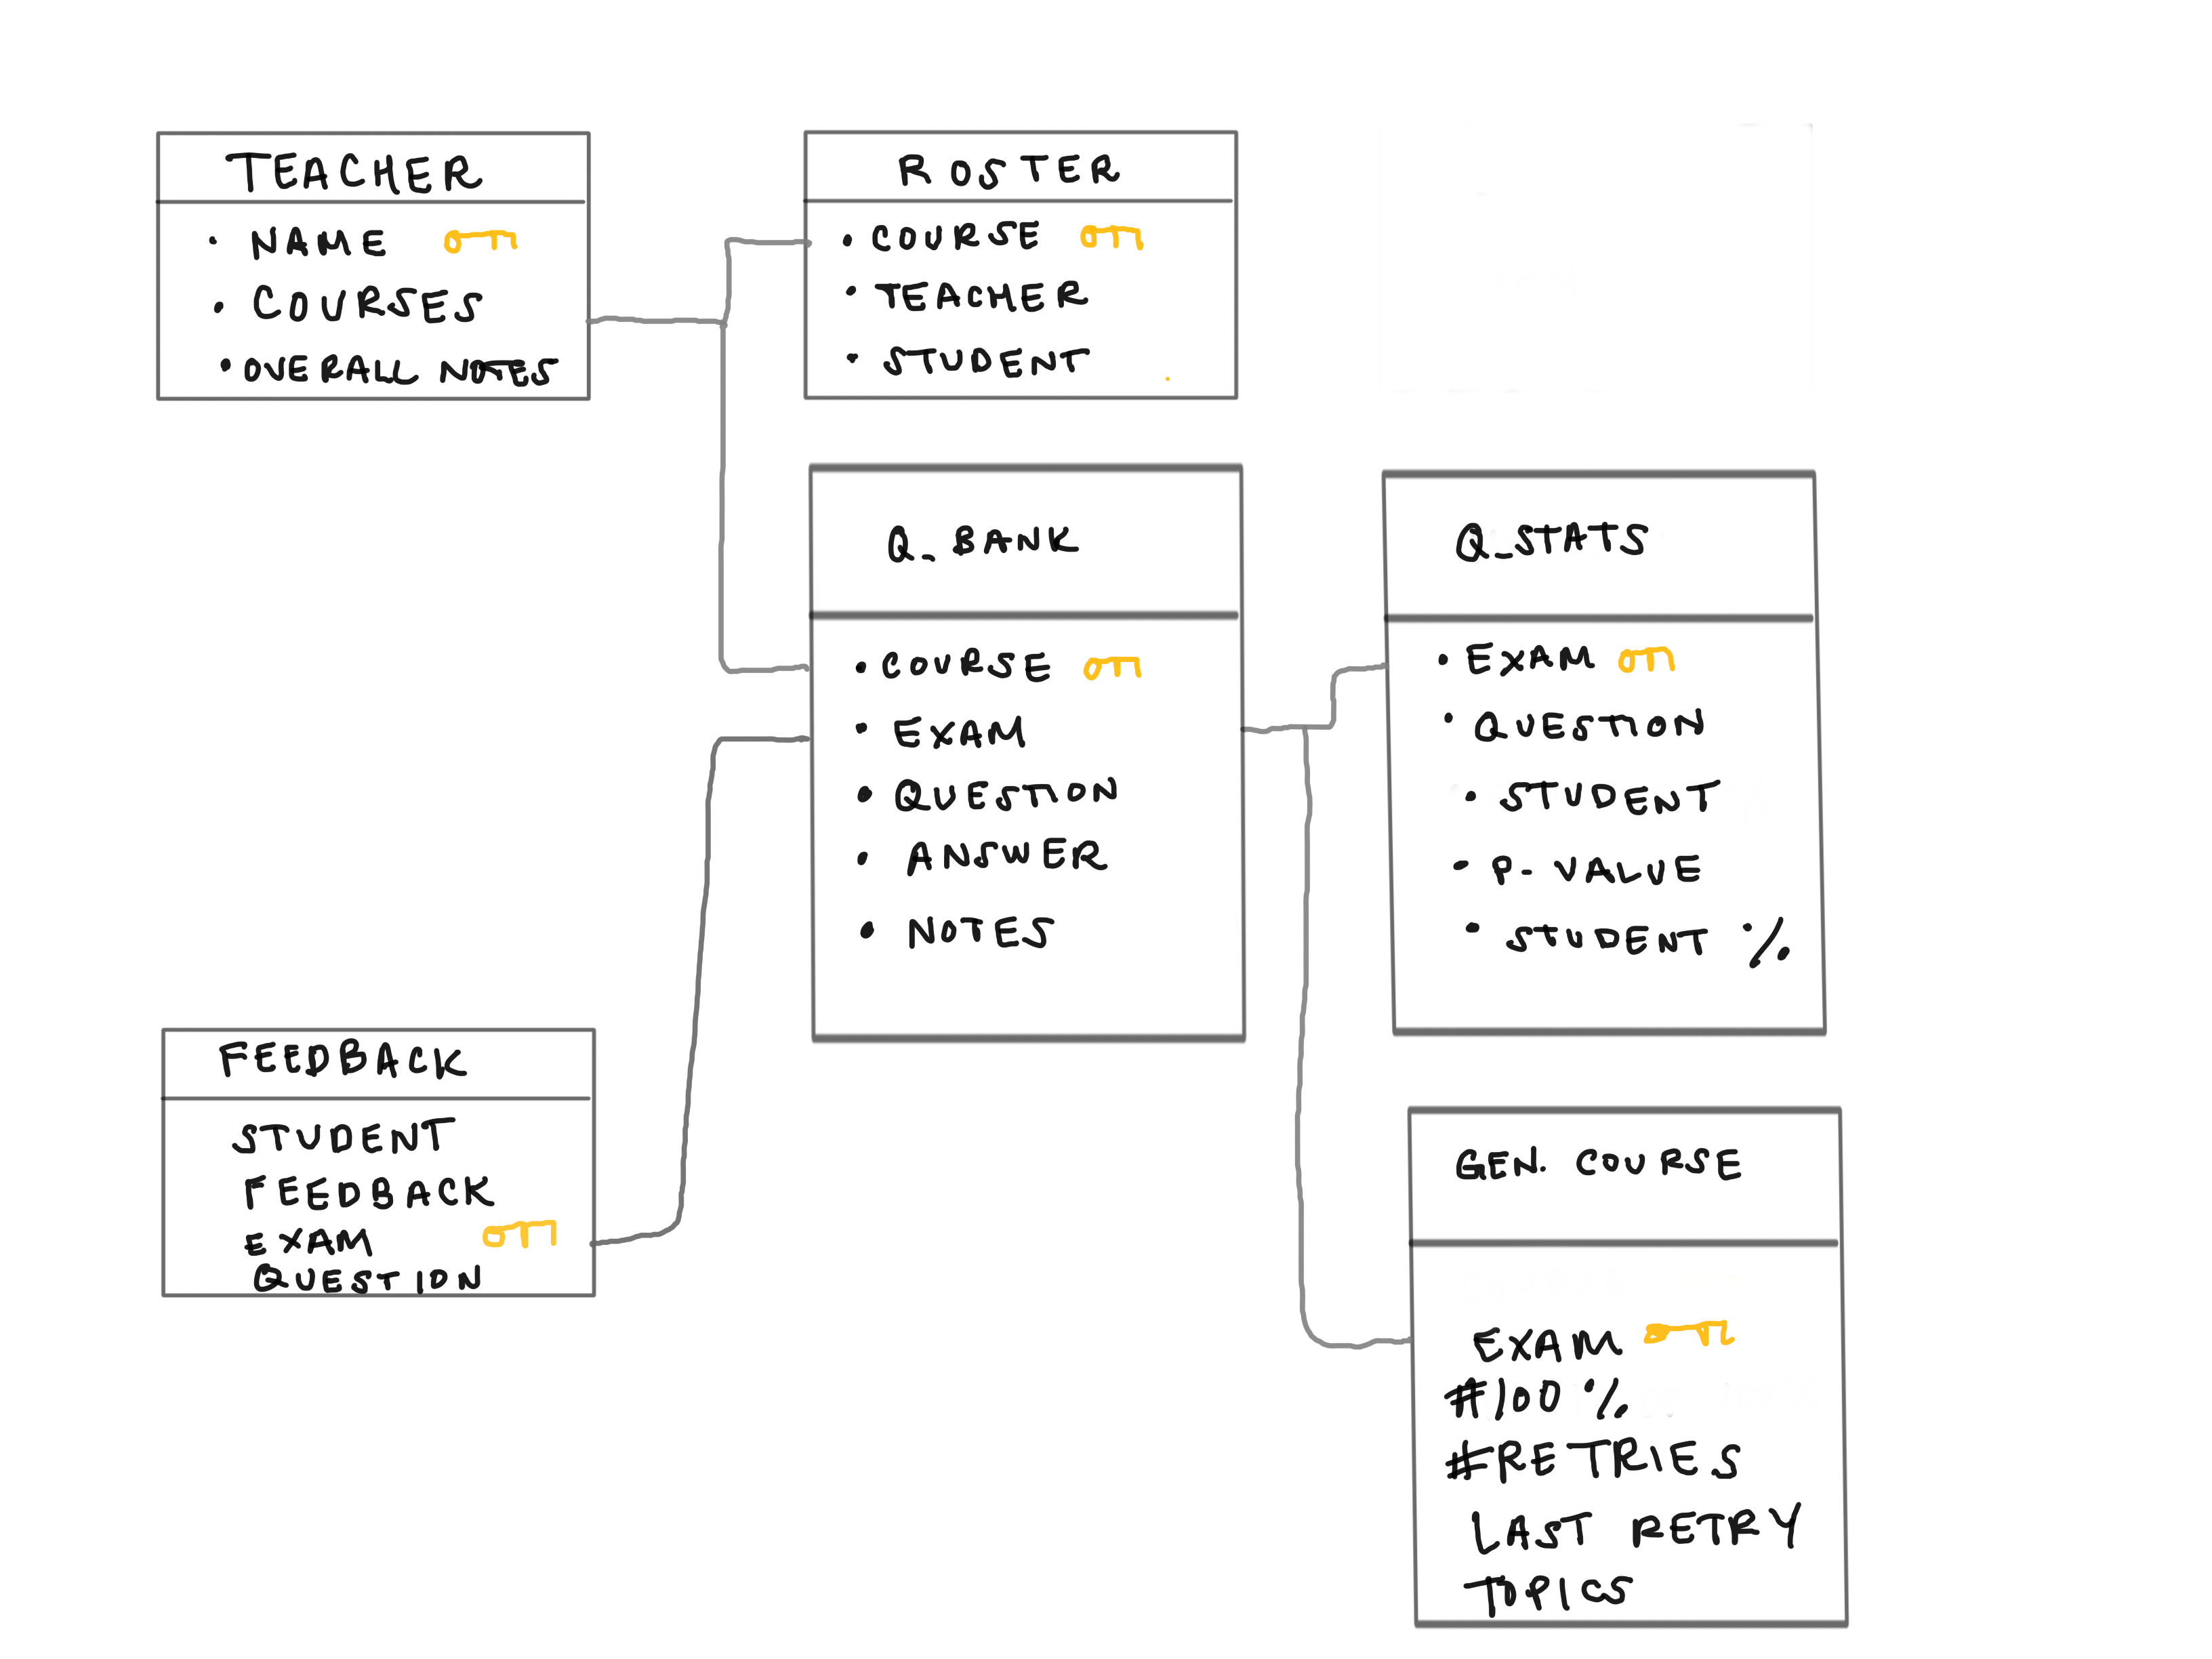 TEACHER
• NAME
• COURSES
• OVERALL NOTES
ROSTER
• COURSE
• TEACHER
• STUDENT
Q_BANK
• COURSE
• EXAM
• QUESTION
• ANSWER
• NOTES
Q_STATS
• EXAM
• QUESTION
• STUDENT
• P-VALUE
• STUDENT %
FEEDBACK
STUDENT
FEEDBACK
EXAM
QUESTION
GEN. COURSE
EXAM
#100 %
#RETRIES
LAST RETRY
TOPICS